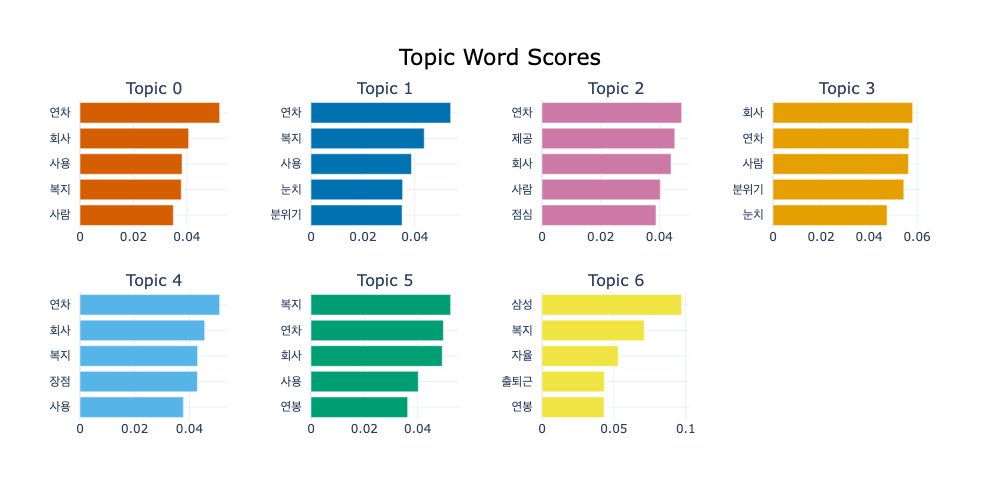 Topic Word Scores
Topic 0
연차
회사
사용
복지
사람
0 0.02 0.04
Topic 1
연차
복지
사용
눈치
분위기
0 0.02 0.04
Topic 2
연차
제공
회사
사람
점심
0 0.02 0.04
Topic 3
회사
연차
사람
분위기
눈치
0 0.02 0.04 0.06
Topic 4
연차
회사
복지
장점
사용
0 0.02 0.04
Topic 5
복지
연차
회사
사용
연봉
0 0.02 0.04
Topic 6
삼성
복지
자율
출퇴근
연봉
0 0.05 0.1